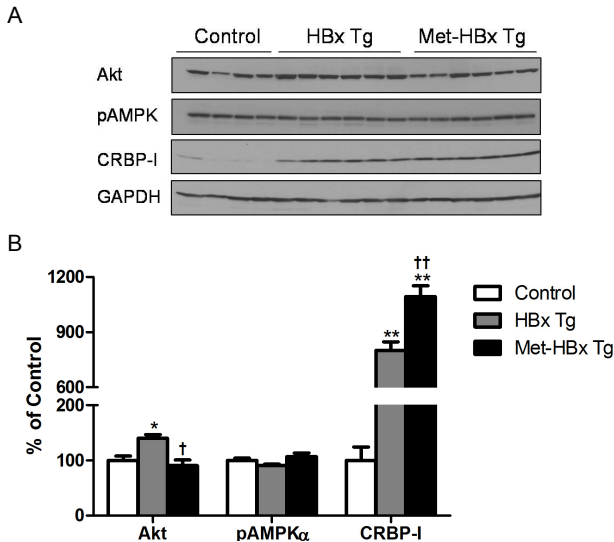 A
Control HBx Tg Met-HBx Tg
Akt
pAMPK
CRBP-I
GAPDH
B
1200
900
600
200
100
0
% of Control
*
†
**
††
**
Control
HBx Tg
Met-HBx Tg
Akt pAMPKα CRBP-I